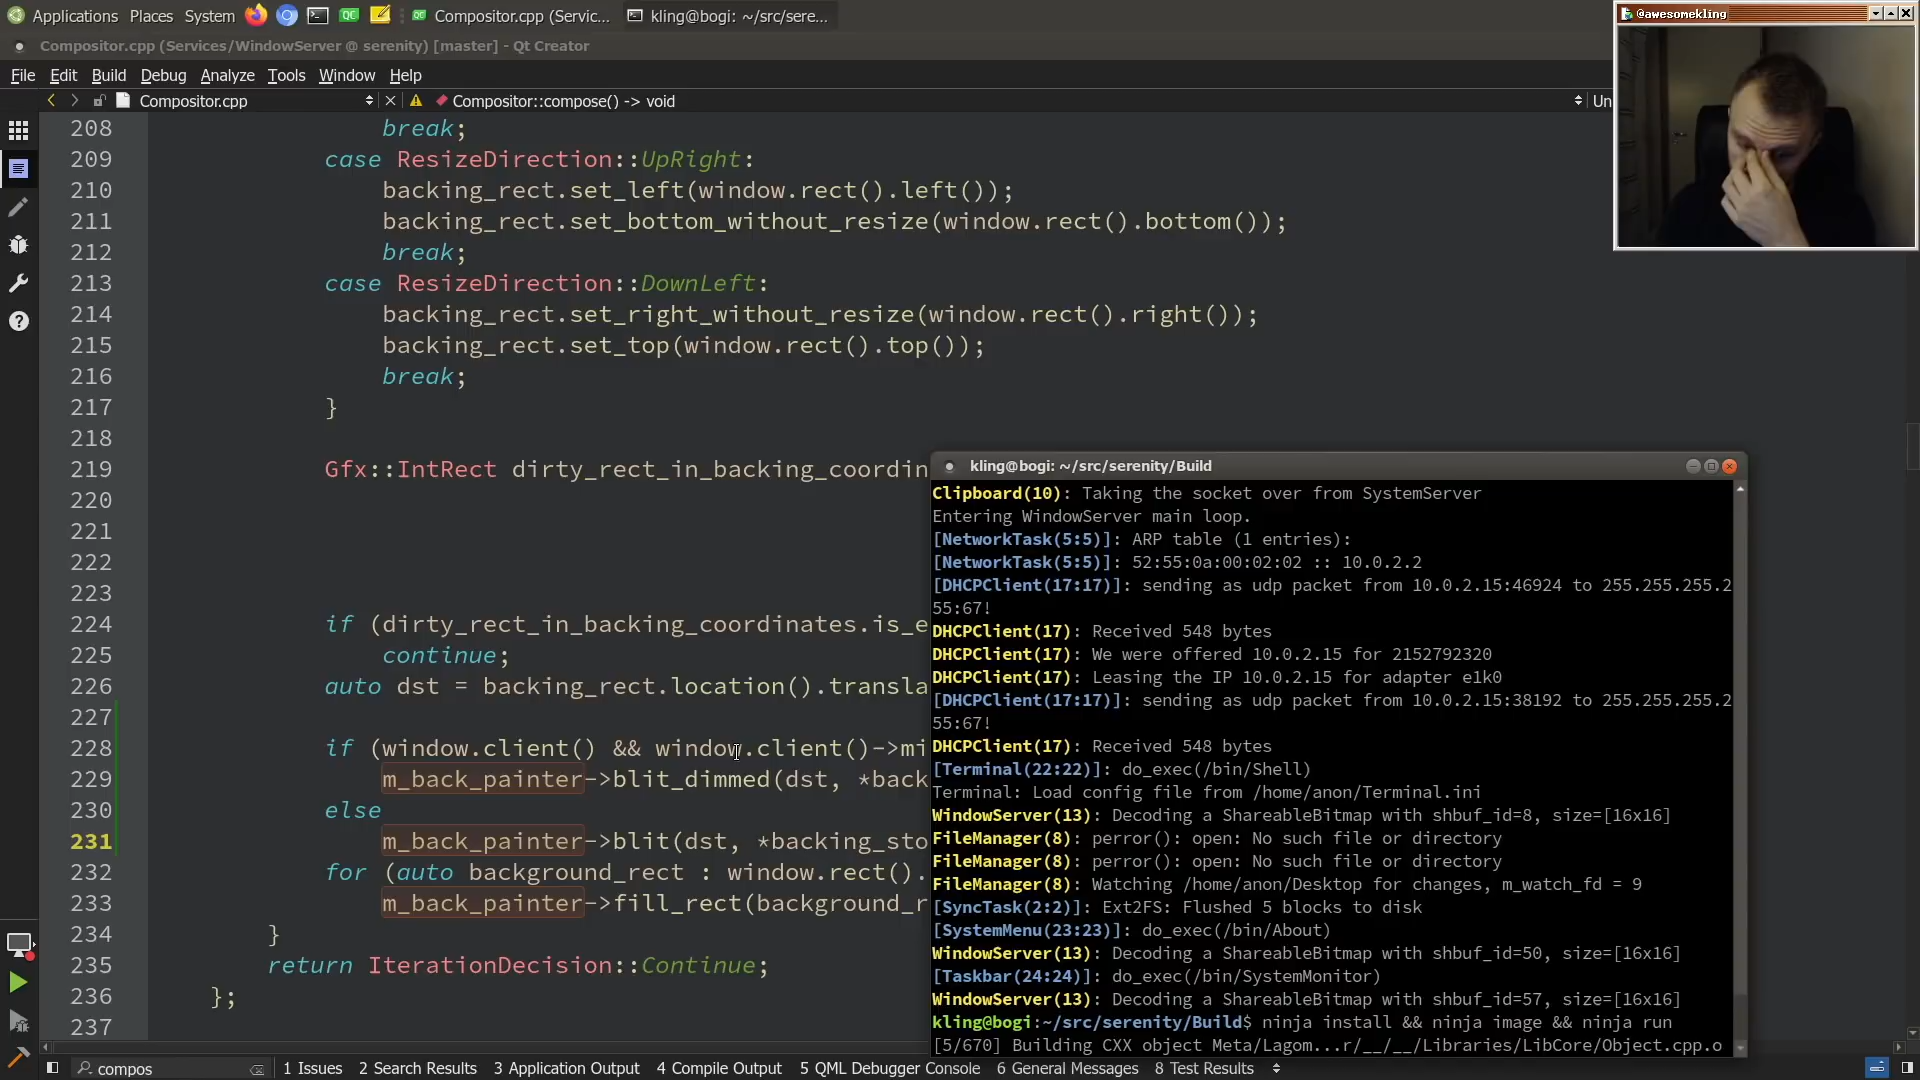 Applications Places System Compositor.cpp (Servic... kling@bogi: ~/src/sere...
Compositor.cpp (Services/WindowServer @ serenity) [master] - Qt Creator
@awesomekling
File Edit Build Debug Analyze Tools Window Help
Compositor.cpp Compositor::compose() -> void Un
208 break;
209 case ResizeDirection::UpRight:
210 backing_rect.set_left(window.rect().left());
211 backing_rect.set_bottom_without_resize(window.rect().bottom());
212 break;
213 case ResizeDirection::DownLeft:
214 backing_rect.set_right_without_resize(window.rect().right());
215 backing_rect.set_top(window.rect().top());
216 break;
217 }
218
219 Gfx::IntRect dirty_rect_in_backing_coordin
220
221
222
223
224 if (dirty_rect_in_backing_coordinates.is_e
225 continue;
226 auto dst = backing_rect.location().transla
227
228 if (window.client() && window.client()->mi
229 m_back_painter->blit_dimmed(dst, *back
230 else
231 m_back_painter->blit(dst, *backing_sto
232 for (auto background_rect : window.rect().
233 m_back_painter->fill_rect(background_r
234 }
235 return IterationDecision::Continue;
236 };
237
kling@bogi: ~/src/serenity/Build
Clipboard(10): Taking the socket over from SystemServer
Entering WindowServer main loop.
[NetworkTask(5:5)]: ARP table (1 entries):
[NetworkTask(5:5)]: 52:55:0a:00:02:02 :: 10.0.2.2
[DHCPClient(17:17)]: sending as udp packet from 10.0.2.15:46924 to 255.255.255.2
55:67!
DHCPClient(17): Received 548 bytes
DHCPClient(17): We were offered 10.0.2.15 for 2152792320
DHCPClient(17): Leasing the IP 10.0.2.15 for adapter e1k0
[DHCPClient(17:17)]: sending as udp packet from 10.0.2.15:38192 to 255.255.255.2
55:67!
DHCPClient(17): Received 548 bytes
[Terminal(22:22)]: do_exec(/bin/Shell)
Terminal: Load config file from /home/anon/Terminal.ini
WindowServer(13): Decoding a ShareableBitmap with shbuf_id=8, size=[16x16]
FileManager(8): perror(): open: No such file or directory
FileManager(8): perror(): open: No such file or directory
FileManager(8): Watching /home/anon/Desktop for changes, m_watch_fd = 9
[SyncTask(2:2)]: Ext2FS: Flushed 5 blocks to disk
[SystemMenu(23:23)]: do_exec(/bin/About)
WindowServer(13): Decoding a ShareableBitmap with shbuf_id=50, size=[16x16]
[Taskbar(24:24)]: do_exec(/bin/SystemMonitor)
WindowServer(13): Decoding a ShareableBitmap with shbuf_id=57, size=[16x16]
kling@bogi:~/src/serenity/Build$ ninja install && ninja image && ninja run
[5/670] Building CXX object Meta/Lagom...r/__/__/Libraries/LibCore/Object.cpp.o
compos 1 Issues 2 Search Results 3 Application Output 4 Compile Output 5 QML Debugger Console 6 General Messages 8 Test Results